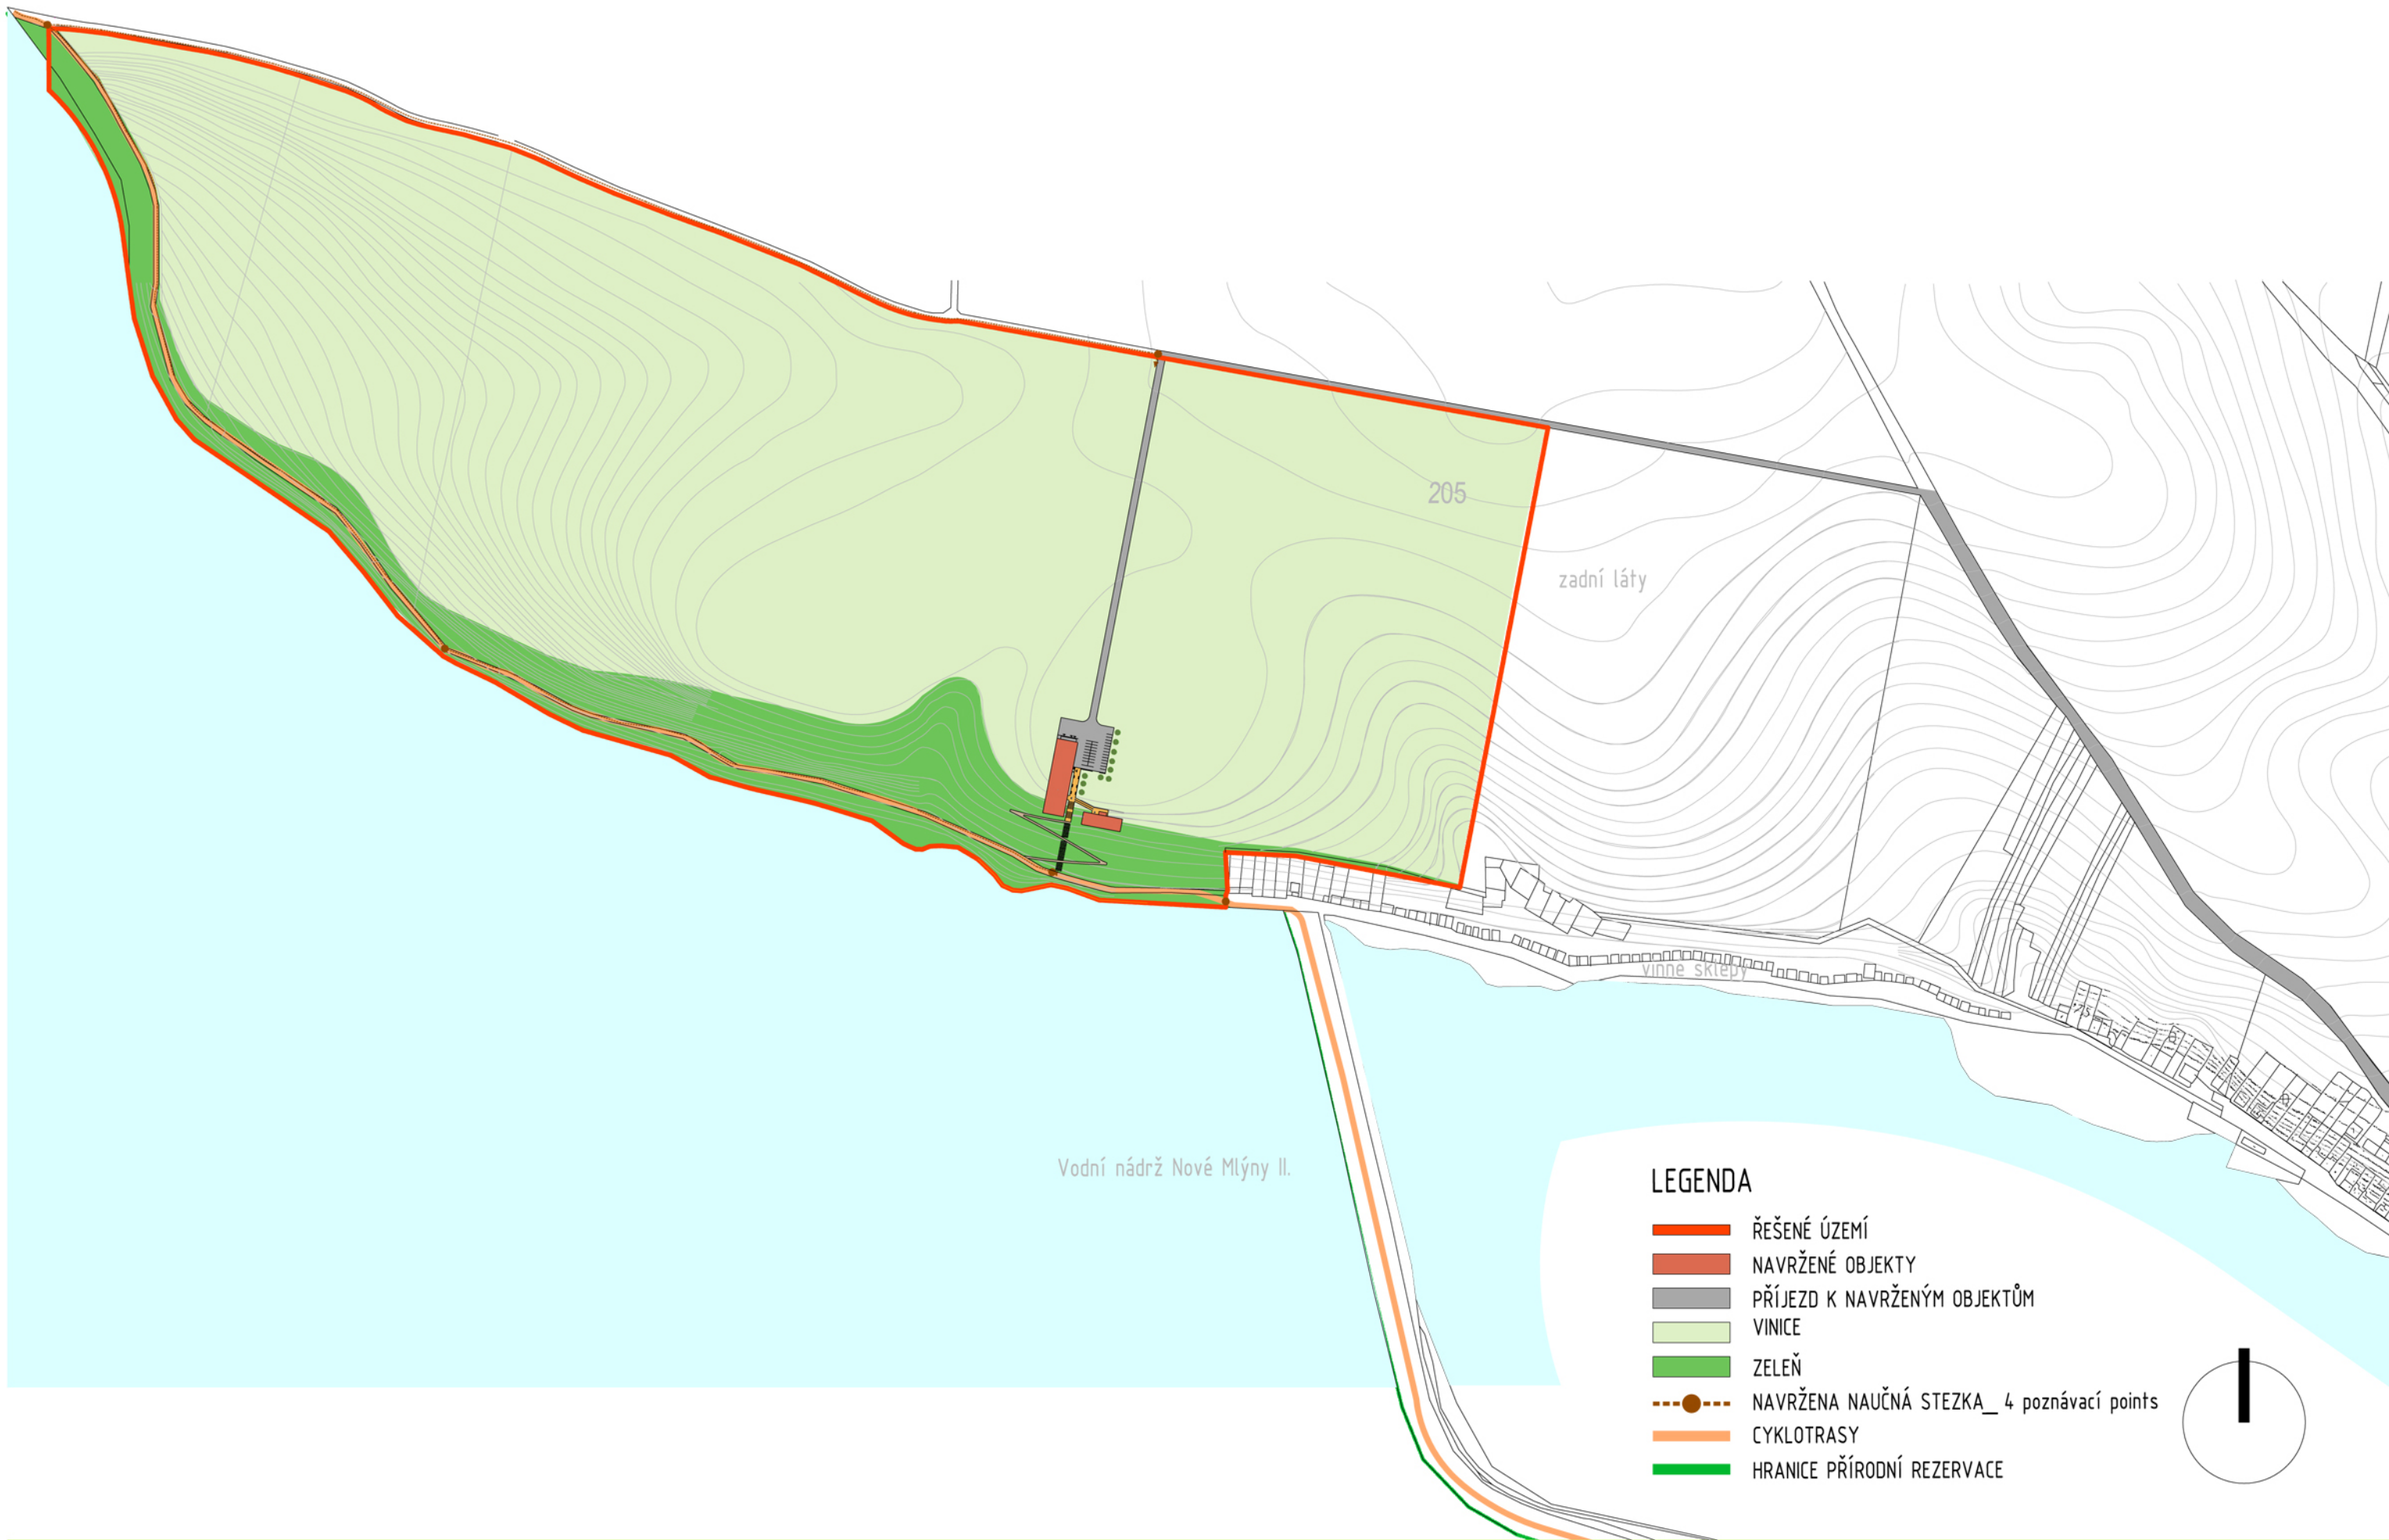 205
zadní láty
vinné sklepy
Vodní nádrž Nové Mlýny II.
LEGENDA
ŘEŠENÉ ÚZEMÍ
NAVRŽENÉ OBJEKTY
PŘÍJEZD K NAVRŽENÝM OBJEKTŮM
VINICE
ZELEŇ
NAVRŽENA NAUČNÁ STEZKA_ 4 poznávací points
CYKLOTRASY
HRANICE PŘÍRODNÍ REZERVACE